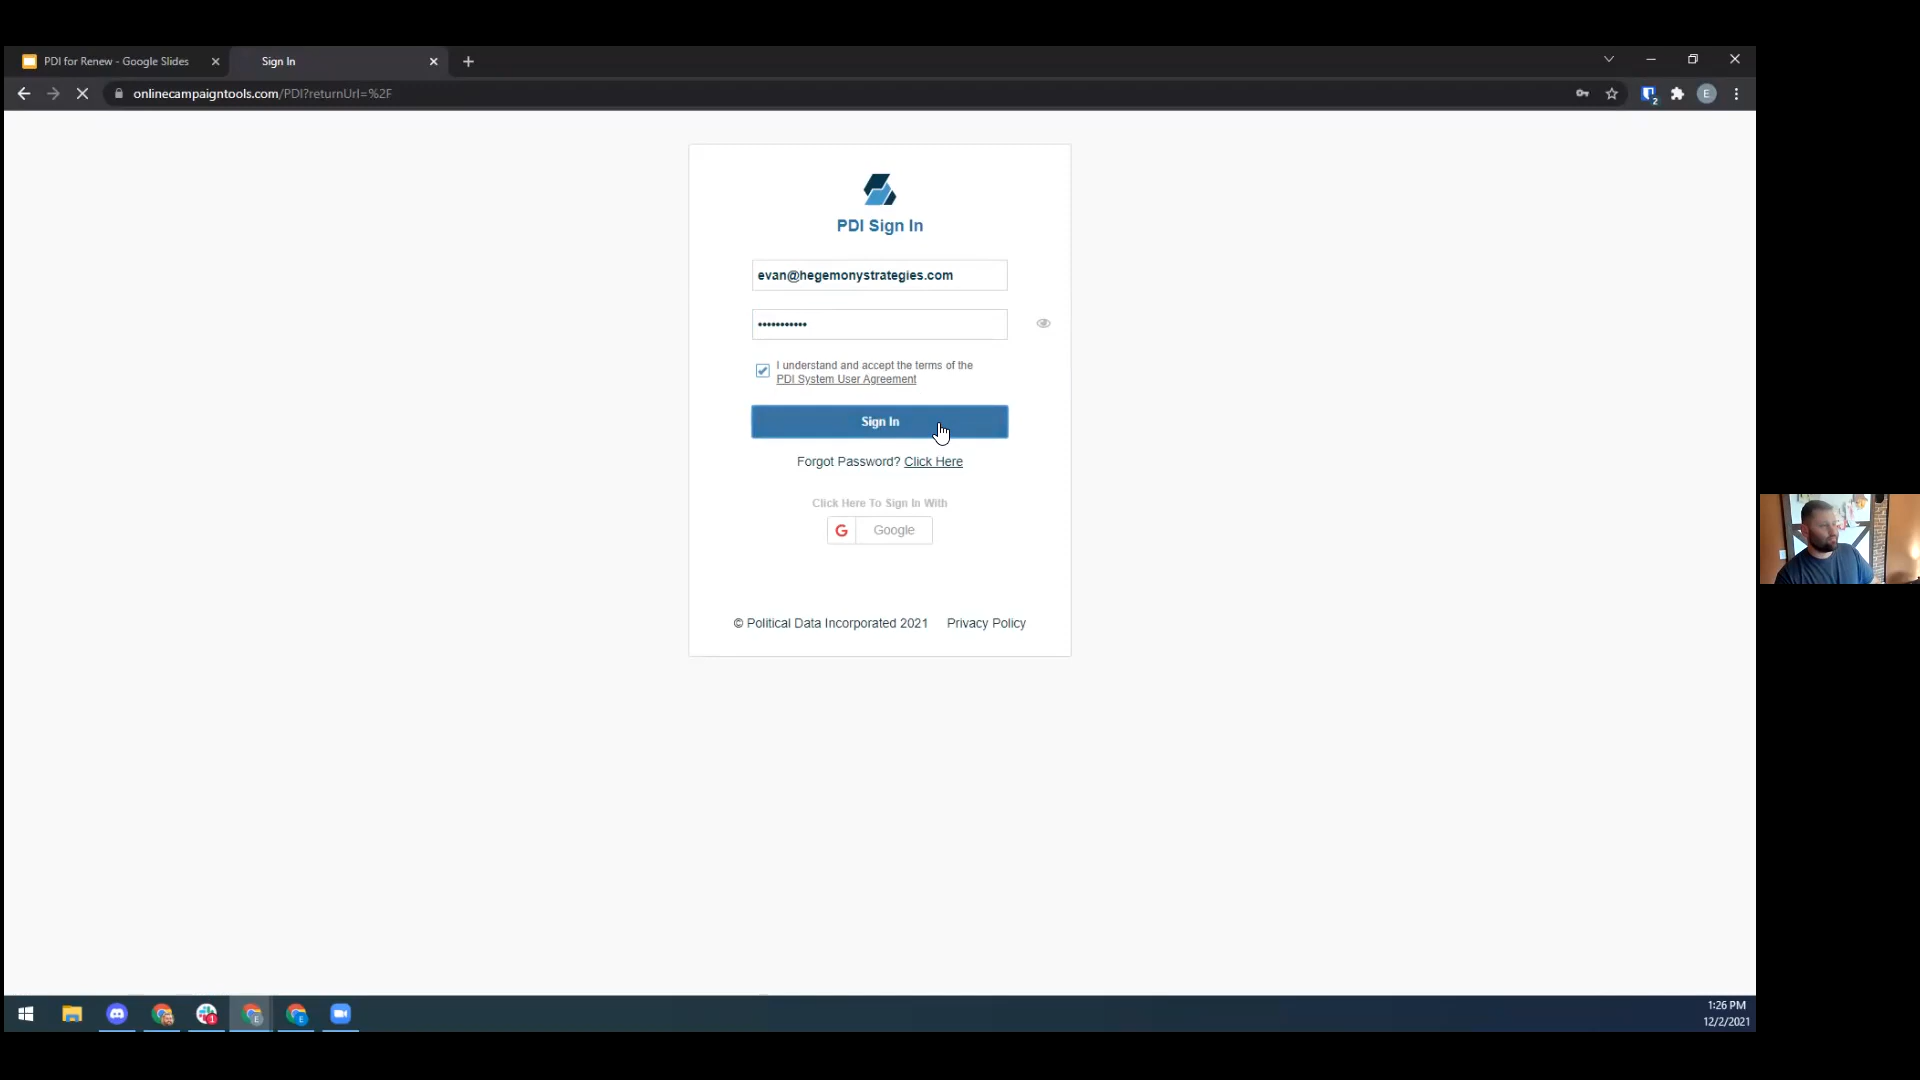 PDI for Renew - Google Slides
Sign In
onlinecampaigntools.com/PDI?returnUrl=%2F
2
E
PDI Sign In
evan@hegemonystrategies.com
•••••••••••
I understand and accept the terms of the
PDI System User Agreement
Sign In
Forgot Password? Click Here
Click Here To Sign In With
G Google
© Political Data Incorporated 2021 Privacy Policy
1
E
E
1:26 PM
12/2/2021